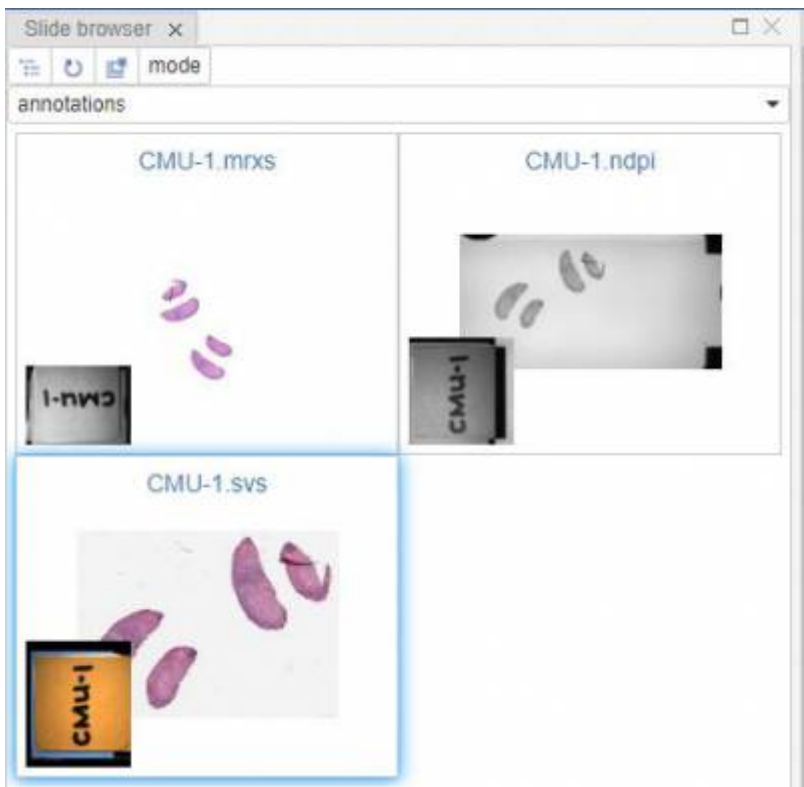 Slide browser
mode
annotations
CMU-1.mrxs
CMU-1.ndpi
CMU-1
CMU-1
CMU-1.svs
CMU-1